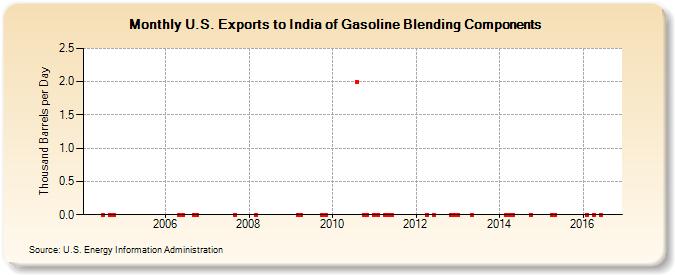 Monthly U.S. Exports to India of Gasoline Blending Components
Thousand Barrels per Day
2.5
2.0
1.5
1.0
0.5
0.0
2006 2008 2010 2012 2014 2016
Source: U.S. Energy Information Administration